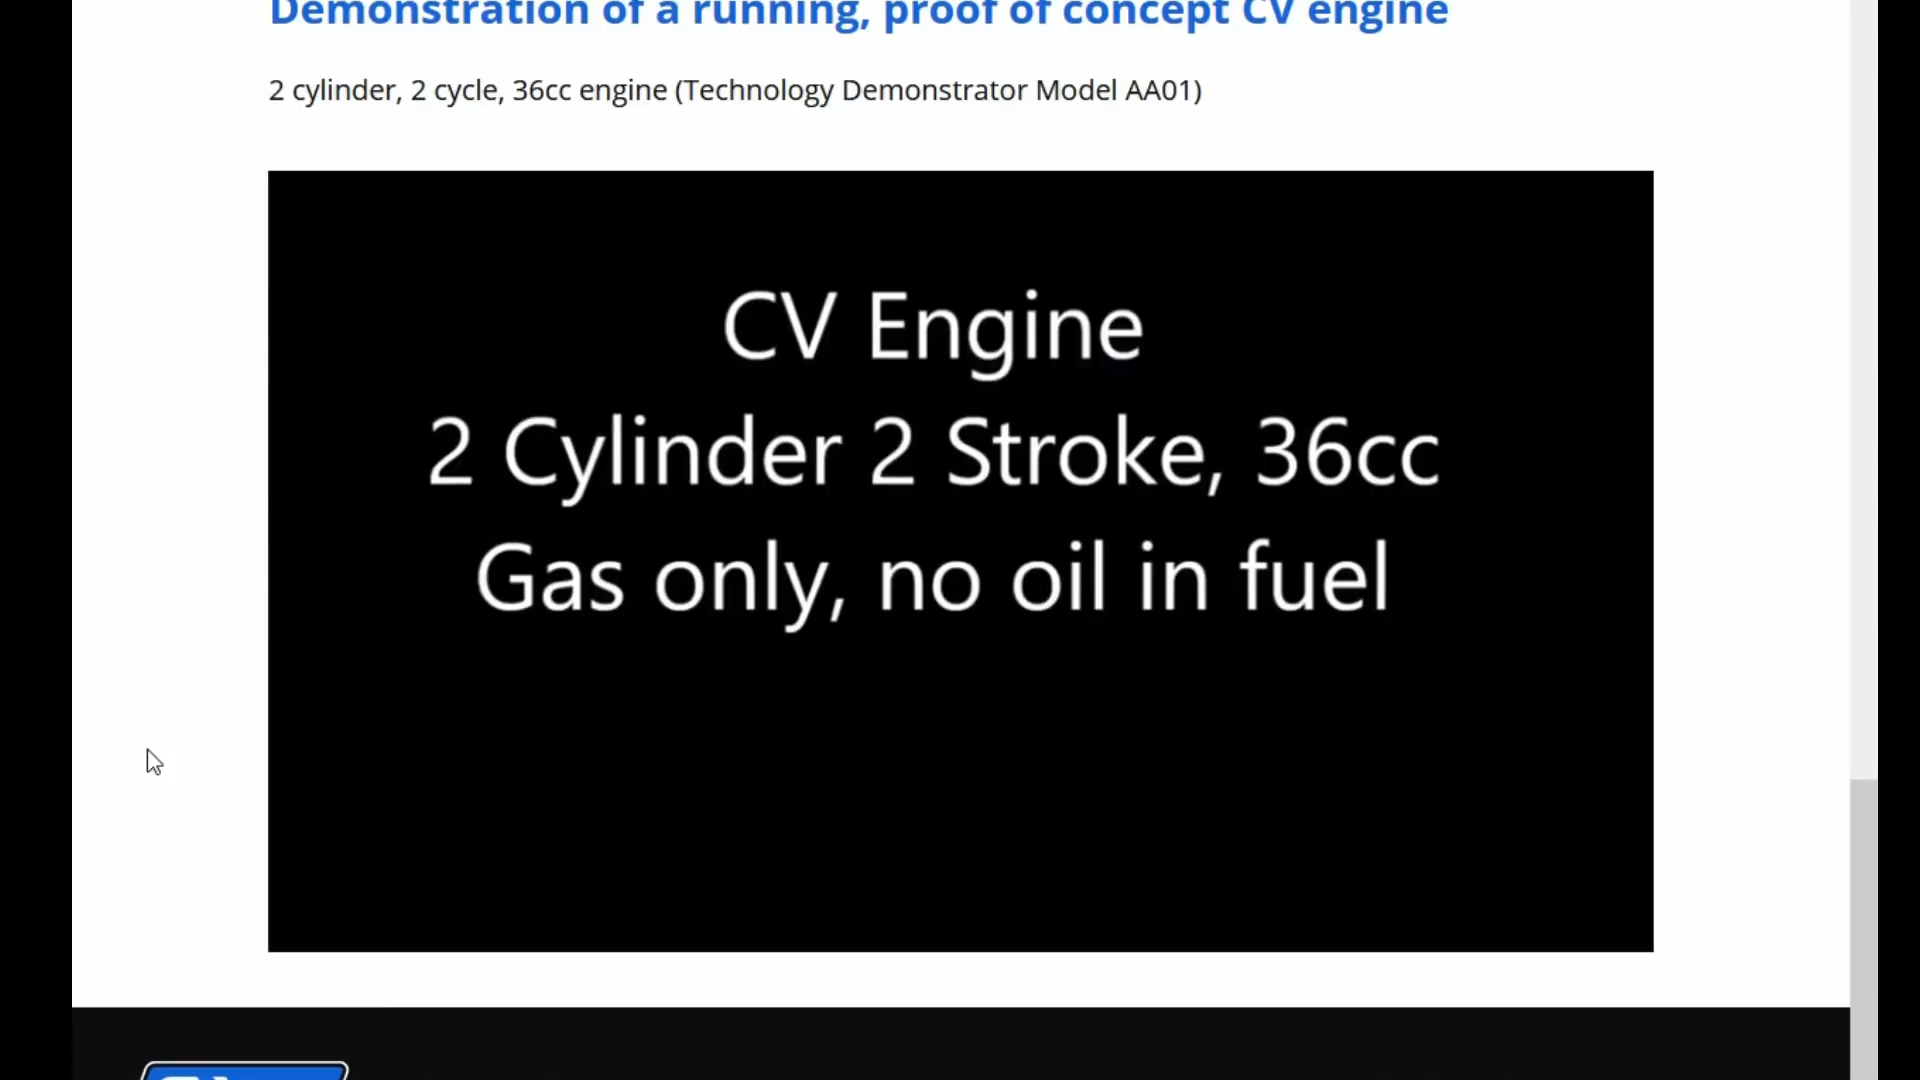 Demonstration of a running, proof of concept CV engine
2 cylinder, 2 cycle, 36cc engine (Technology Demonstrator Model AA01)
CV Engine
2 Cylinder 2 Stroke, 36cc
Gas only, no oil in fuel